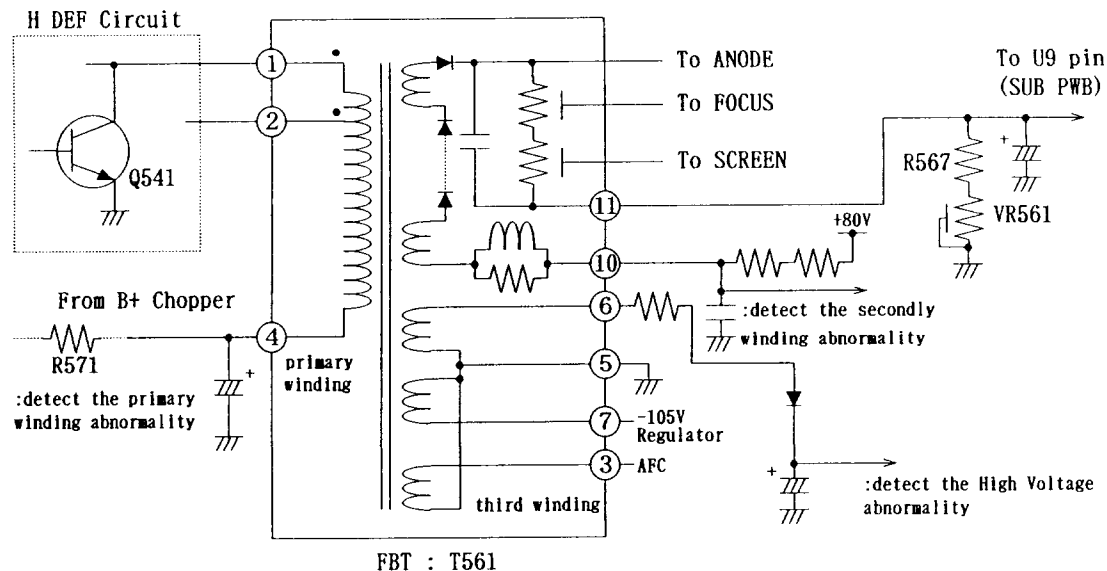 H DEF Circuit
Q541
1
2
4
From B+ Chopper
R571
:detect the primary
winding abnormality
+
primary
winding
To ANODE
To FOCUS
To SCREEN
11
10
6
5
7
3
-105V
Regulator
AFC
third winding
FBT : T561
To U9 pin
(SUB PWB)
R567
VR561
+
+80V
:detect the secondly
winding abnormality
+
:detect the High Voltage
abnormality